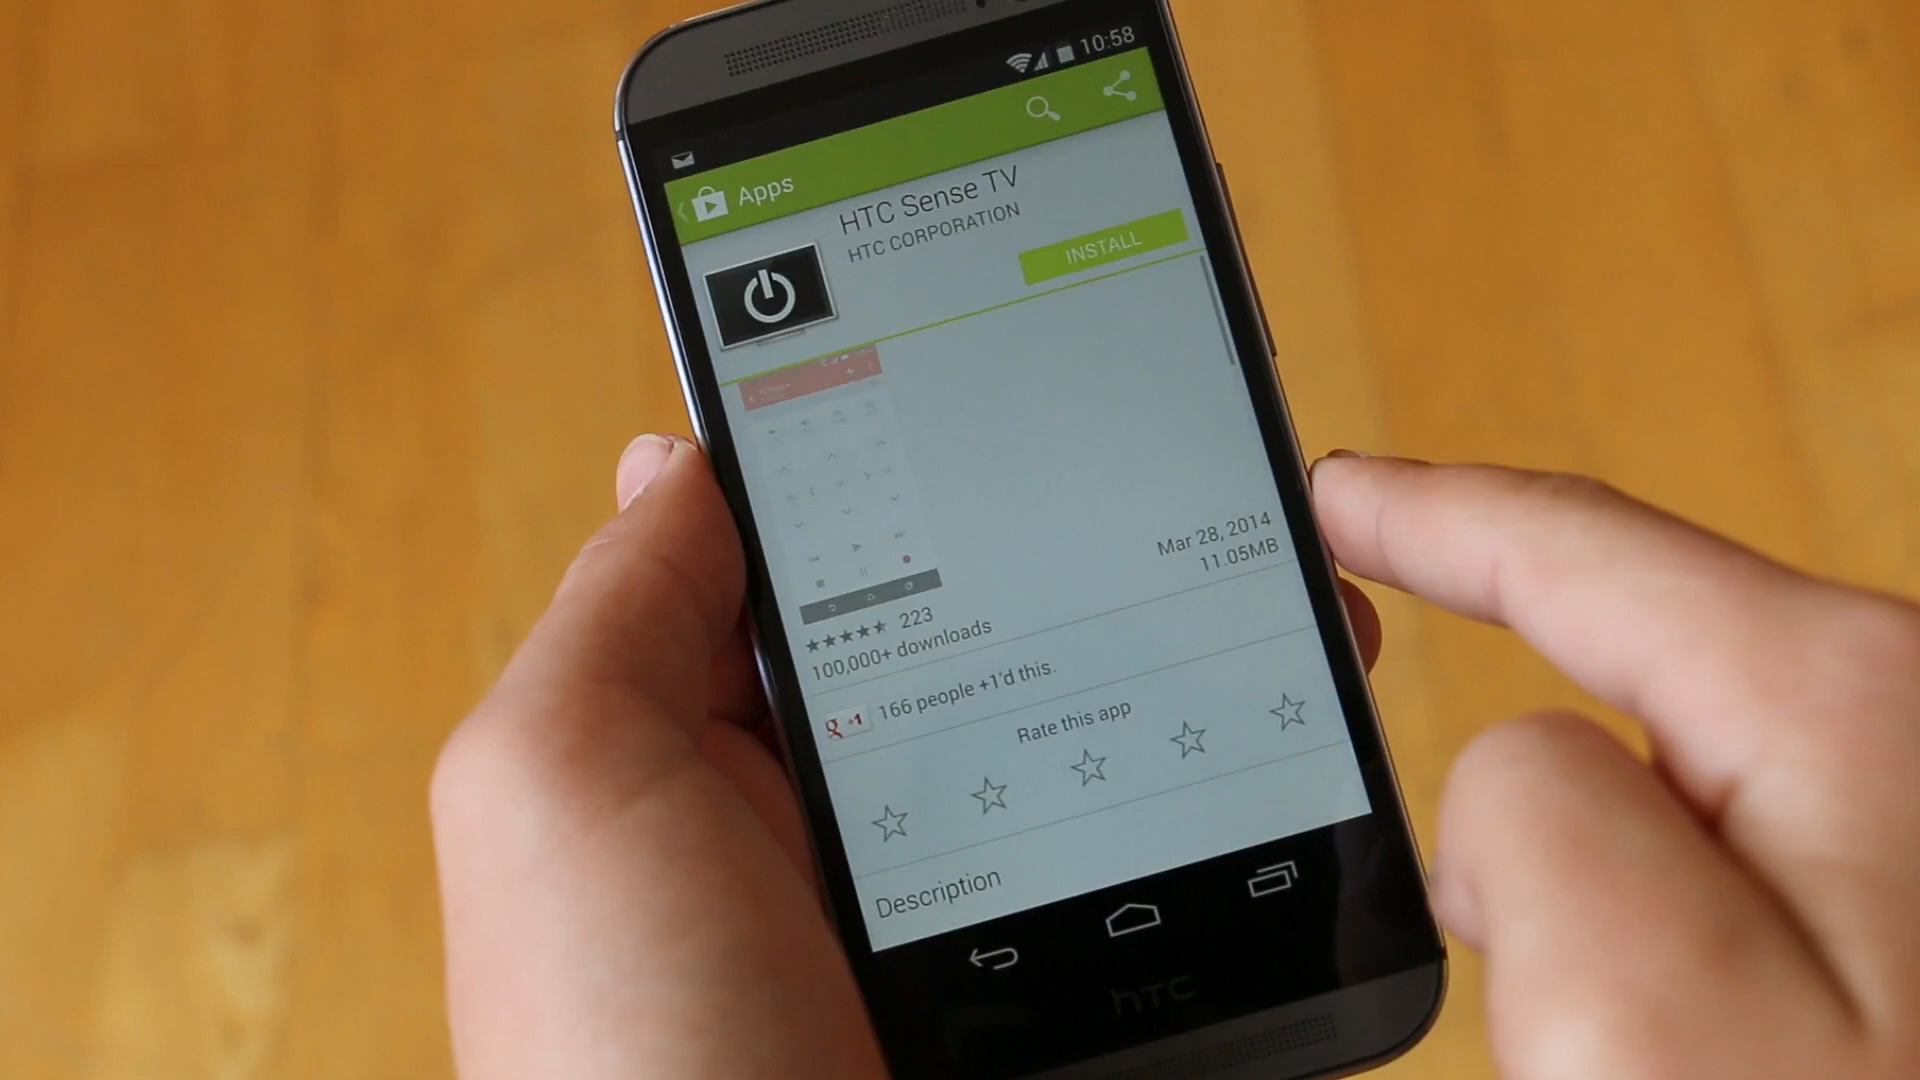 10:58
Apps
HTC Sense TV
HTC CORPORATION
INSTALL
Mar 28, 2014
11.05MB
223
100,000+ downloads
g +1 166 people +1'd this.
Rate this app
Description
hTC